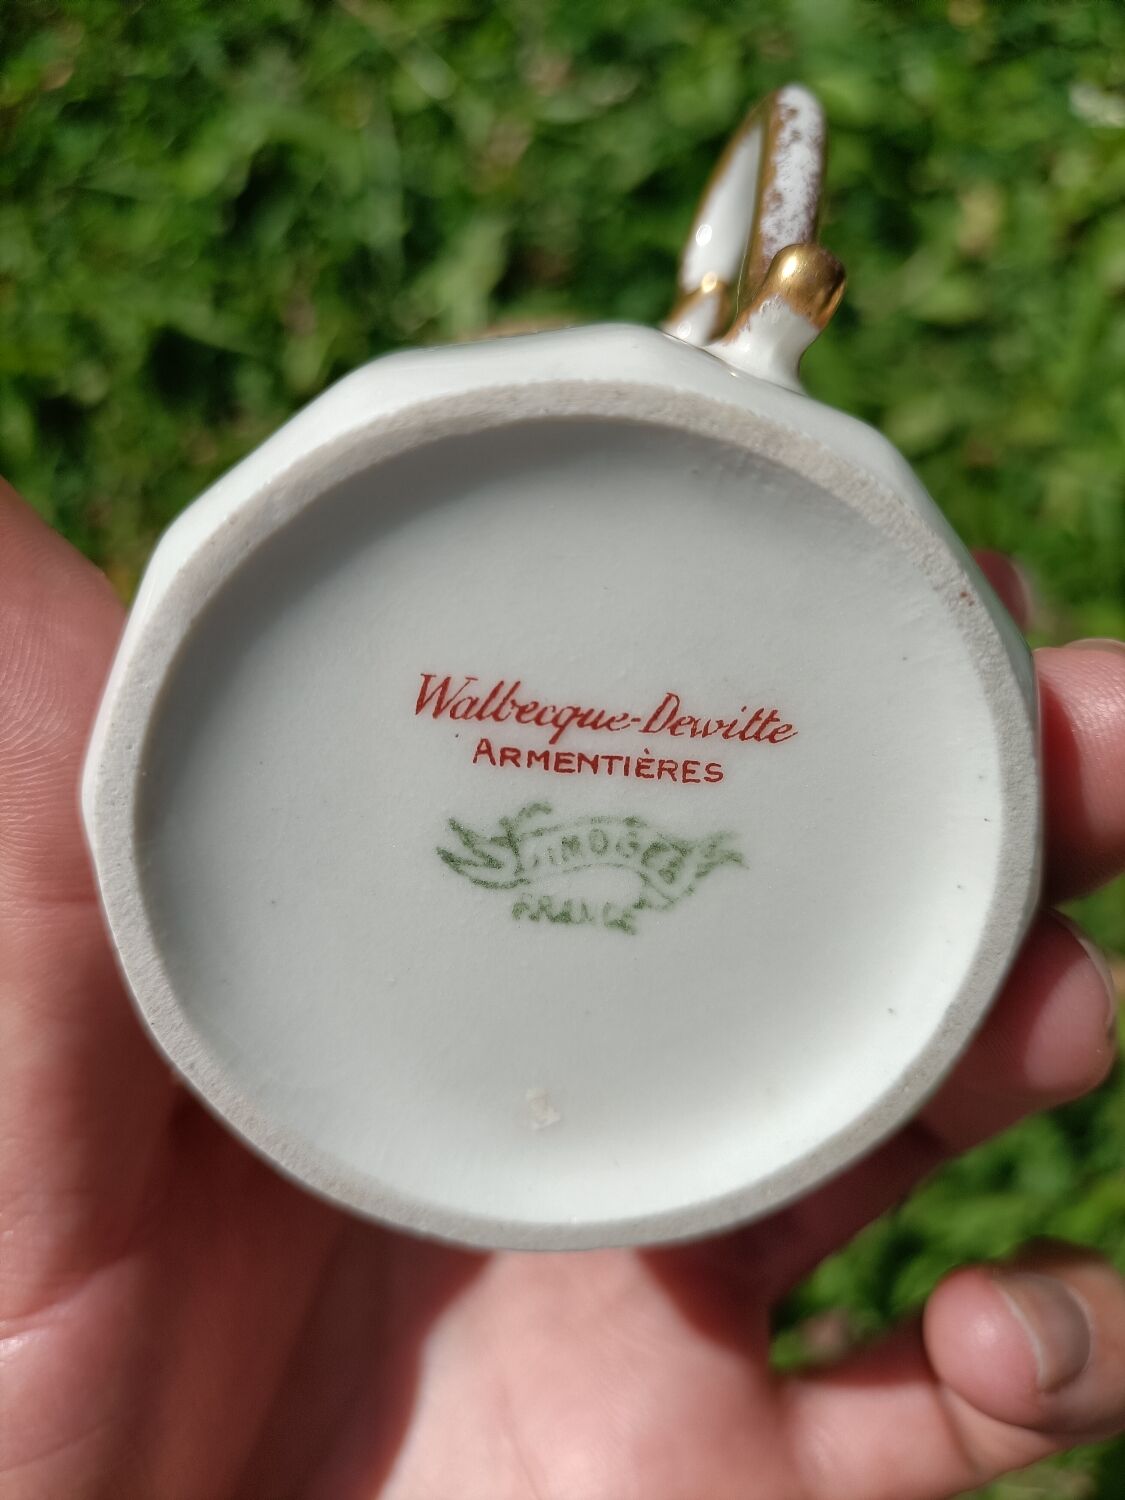 Walbecque-Dewitte
ARMENTIÈRES
LIMOGES
FRANCE